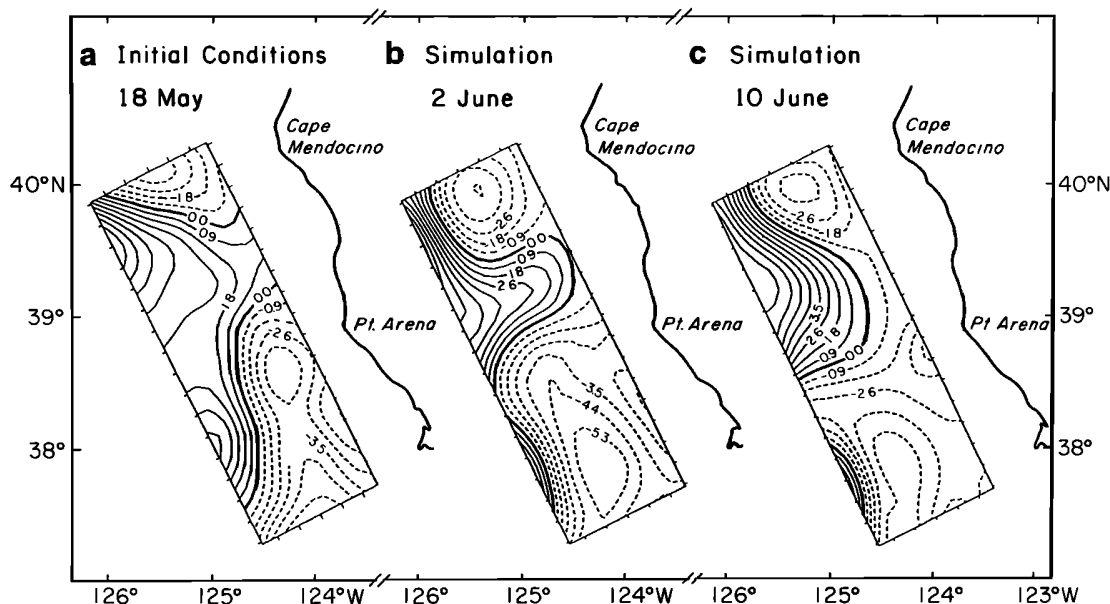 a Initial Conditions
18 May
b Simulation
2 June
c Simulation
10 June
Cape
Mendocino
Cape
Mendocino
Cape
Mendocino
40°N
40°N
39°
39°N
38°
38°N
Pt. Arena
Pt. Arena
Pt Arena
-18
00
09
18
00
-09
-26
-35
-26
-18
-09
00
09
18
26
-35
-44
-53
-26
-18
35
26
18
09
00
-09
-26
126°
125°
124°W
126°
125°
124°W
126°
125°
124°
123°W